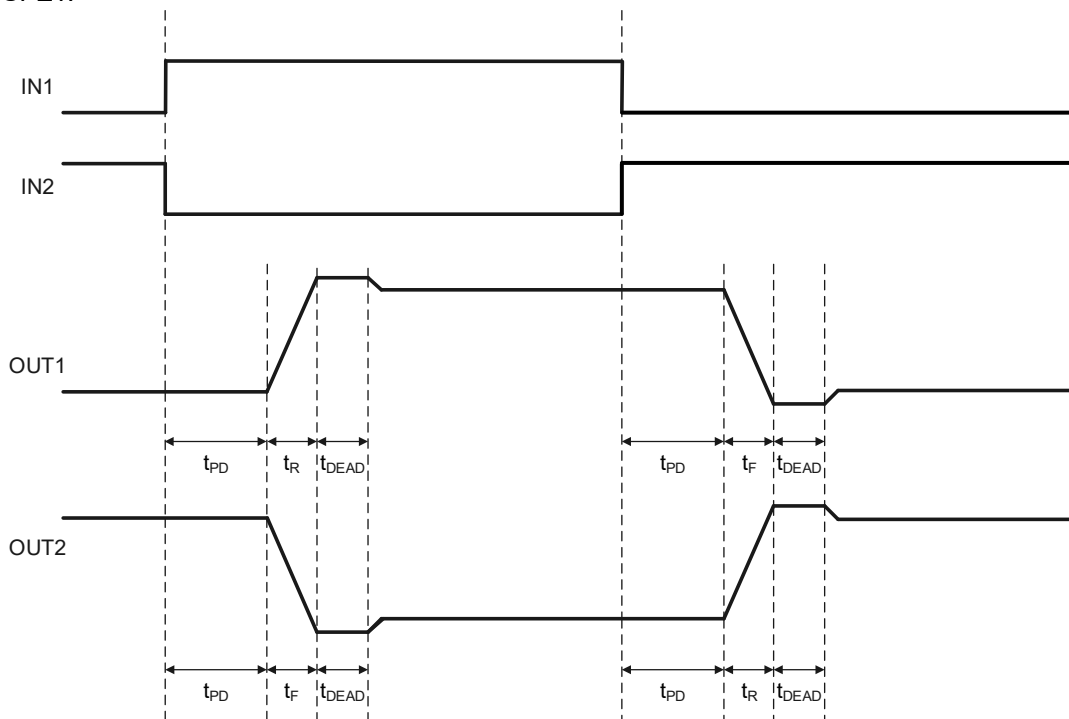 IN1
IN2
OUT1
tPD tR tDEAD tPD tF tDEAD
OUT2
tPD tF tDEAD tPD tR tDEAD